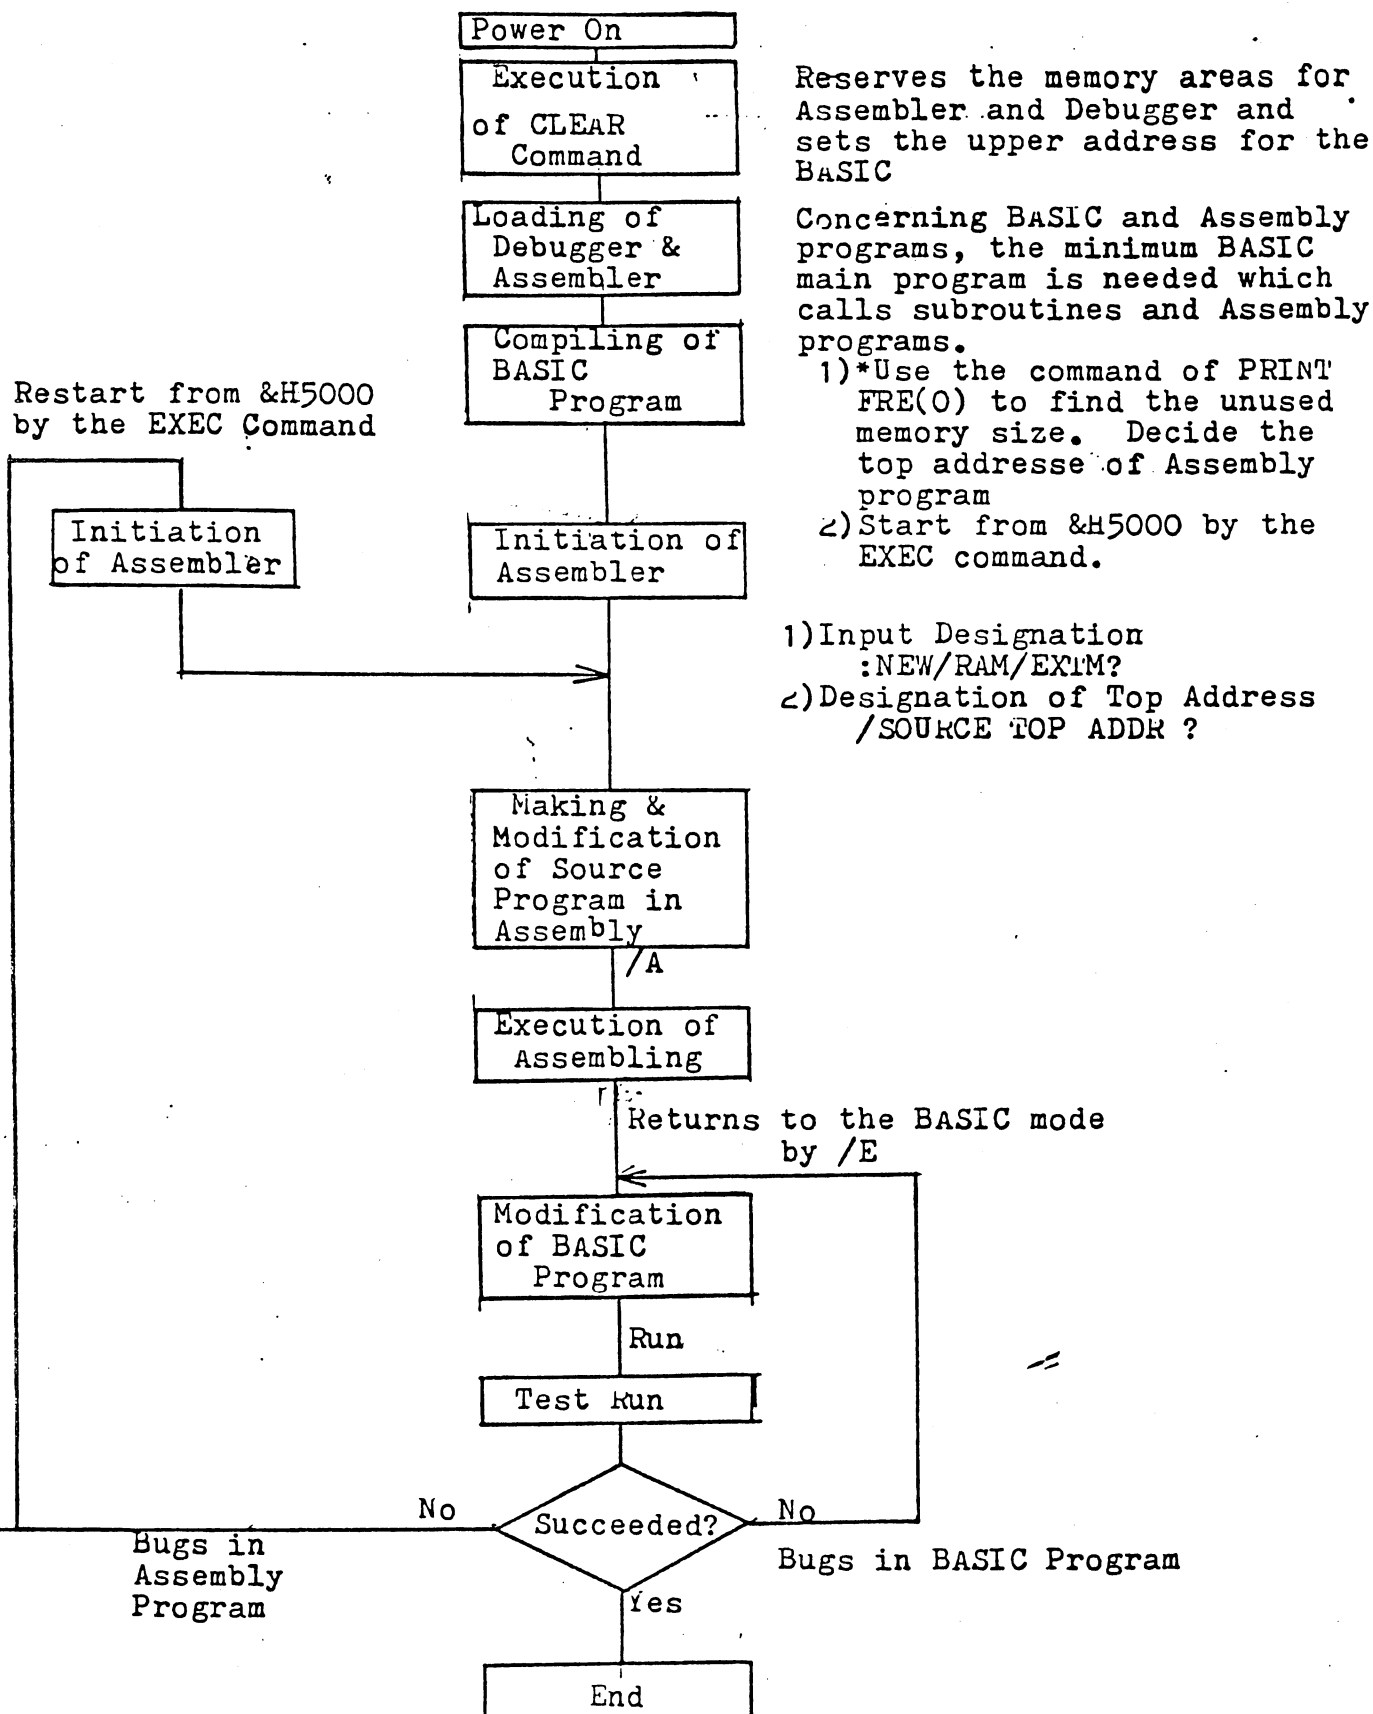 Power On
Execution
of CLEAR
Command
Reserves the memory areas for
Assembler and Debugger and
sets the upper address for the
BASIC
Loading of
Debugger &
Assembler
Concerning BASIC and Assembly
programs, the minimum BASIC
main program is needed which
calls subroutines and Assembly
programs.
Compiling of
BASIC
Program
1)*Use the command of PRINT
FRE(0) to find the unused
memory size. Decide the
top addresse of Assembly
program
2)Start from &H5000 by the
EXEC command.
Restart from &H5000
by the EXEC Command
Initiation
of Assembler
Initiation of
Assembler
1)Input Designation
:NEW/RAM/EXTM?
2)Designation of Top Address
/SOURCE TOP ADDR ?
Making &
Modification
of Source
Program in
Assembly
/A
Execution of
Assembling
Returns to the BASIC mode
by /E
Modification
of BASIC
Program
Run
Test Run
Succeeded?
No
No
Bugs in
Assembly
Program
Bugs in BASIC Program
Yes
End